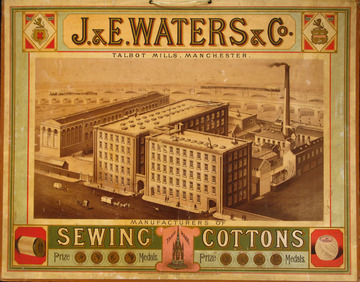 J. & E. WATERS & Co.
TALBOT MILLS, MANCHESTER.
MANUFACTURERS OF
SEWING COTTONS
Prize Medals. Prize Medals.